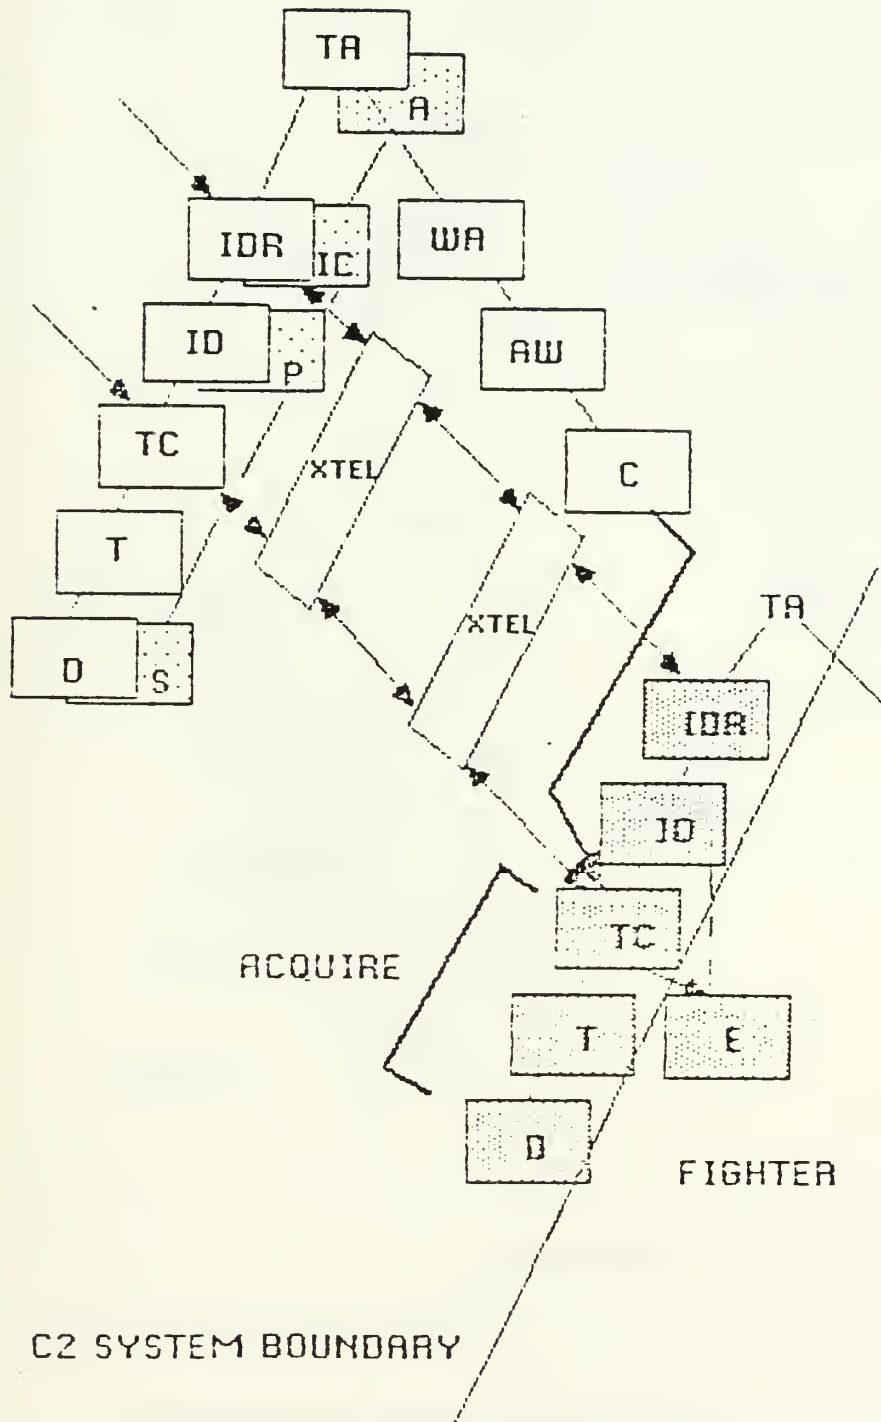 TA
A
IDR
IC
WA
ID
P
AW
TC
XTEL
C
T
XTEL
TA
D
S
IDR
ID
TC
ACQUIRE
T
E
D
FIGHTER
C2 SYSTEM BOUNDARY